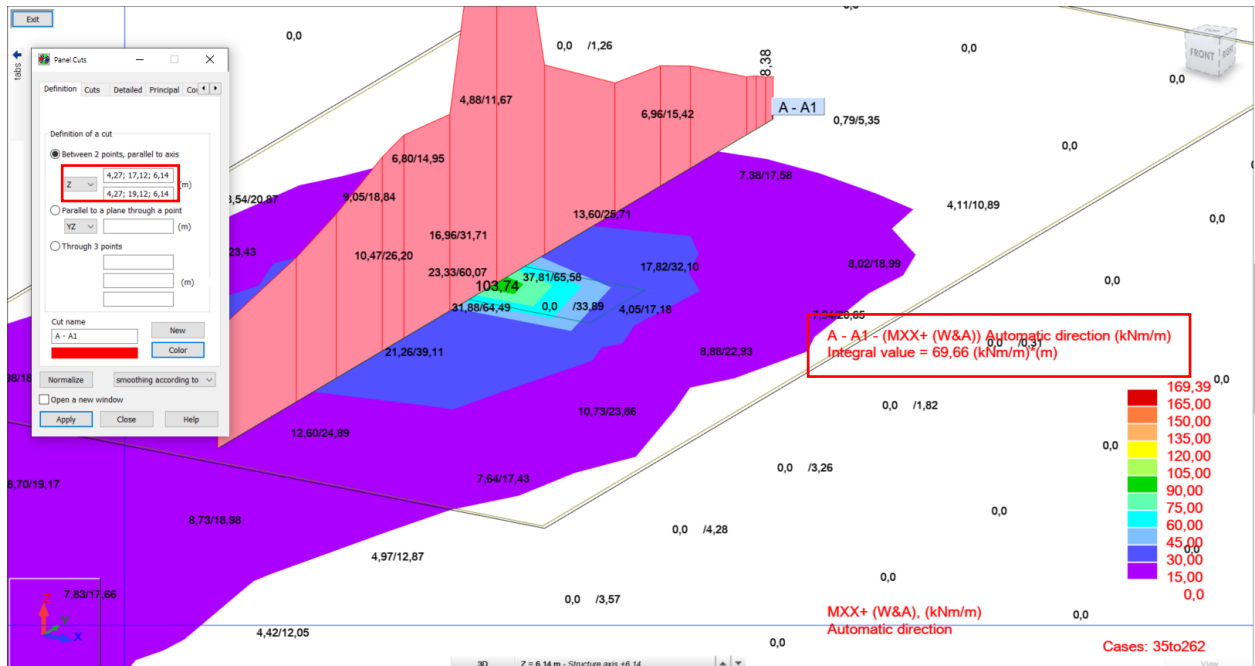 Exit
tabs
Panel Cuts
Definition Cuts Detailed Principal
Definition of a cut
Between 2 points, parallel to axis
Z
4,27; 17,12; 6,14
(m)
4,27; 19,12; 6,14
Parallel to a plane through a point
YZ
(m)
Through 3 points
(m)
Cut name
A - A1
New
Color
Normalize
smoothing according to
Open a new window
Apply Close Help
0,0
0,0
0,0 /1,26
0,0
0,0
8,38
A - A1
4,88/11,67
6,96/15,42
0,79/5,35
0,0
6,80/14,95
7,38/17,58
9,05/18,84
4,11/10,89
13,60/25,71
0,0
16,96/31,71
10,47/26,20
17,82/32,10
8,02/18,99
23,33/60,07
37,81/65,58
103,74
0,0
31,88/64,49
0,0 /33,89
4,05/17,18
A - A1 - (MXX+ (W&A)) Automatic direction (kNm/m)
0,0 /0,31
Integral value = 69,66 (kNm/m)*(m)
21,26/39,11
8,88/22,93
0,0
10,73/23,86
0,0 /1,82
12,60/24,89
0,0
0,0 /3,26
7,64/17,43
8,70/19,17
0,0
8,73/18,98
0,0 /4,28
4,97/12,87
0,0
0,0
7,83/17,66
0,0 /3,57
0,0
4,42/12,05
0,0
169,39
165,00
150,00
135,00
120,00
105,00
90,00
75,00
60,00
45,00
30,00
15,00
0,0
MXX+ (W&A), (kNm/m)
Automatic direction
Cases: 35to262
Z
Y
X
3D
Z = 6,14 m - Structure axis +6,14
View
FRONT